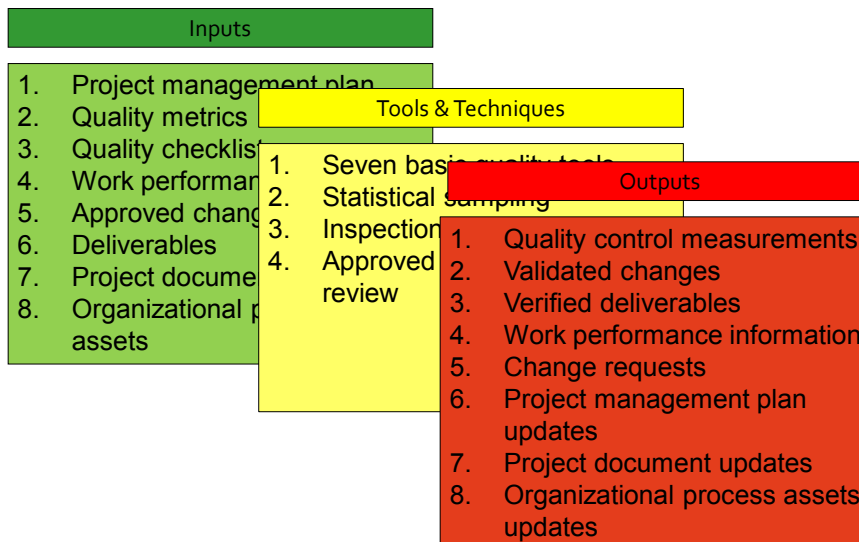 Inputs
1. Project management plan
2. Quality metrics
3. Quality checklist
4. Work
5. Approved
6. Deliverables
7. Project
8. Organizational
assets
Tools & Techniques
1. Seven basic quality tools
2. Statistical sampling
3. Inspection
4. Approved
review
Outputs
1. Quality control measurements
2. Validated changes
3. Verified deliverables
4. Work performance information
5. Change requests
6. Project management plan
updates
7. Project document updates
8. Organizational process assets
updates